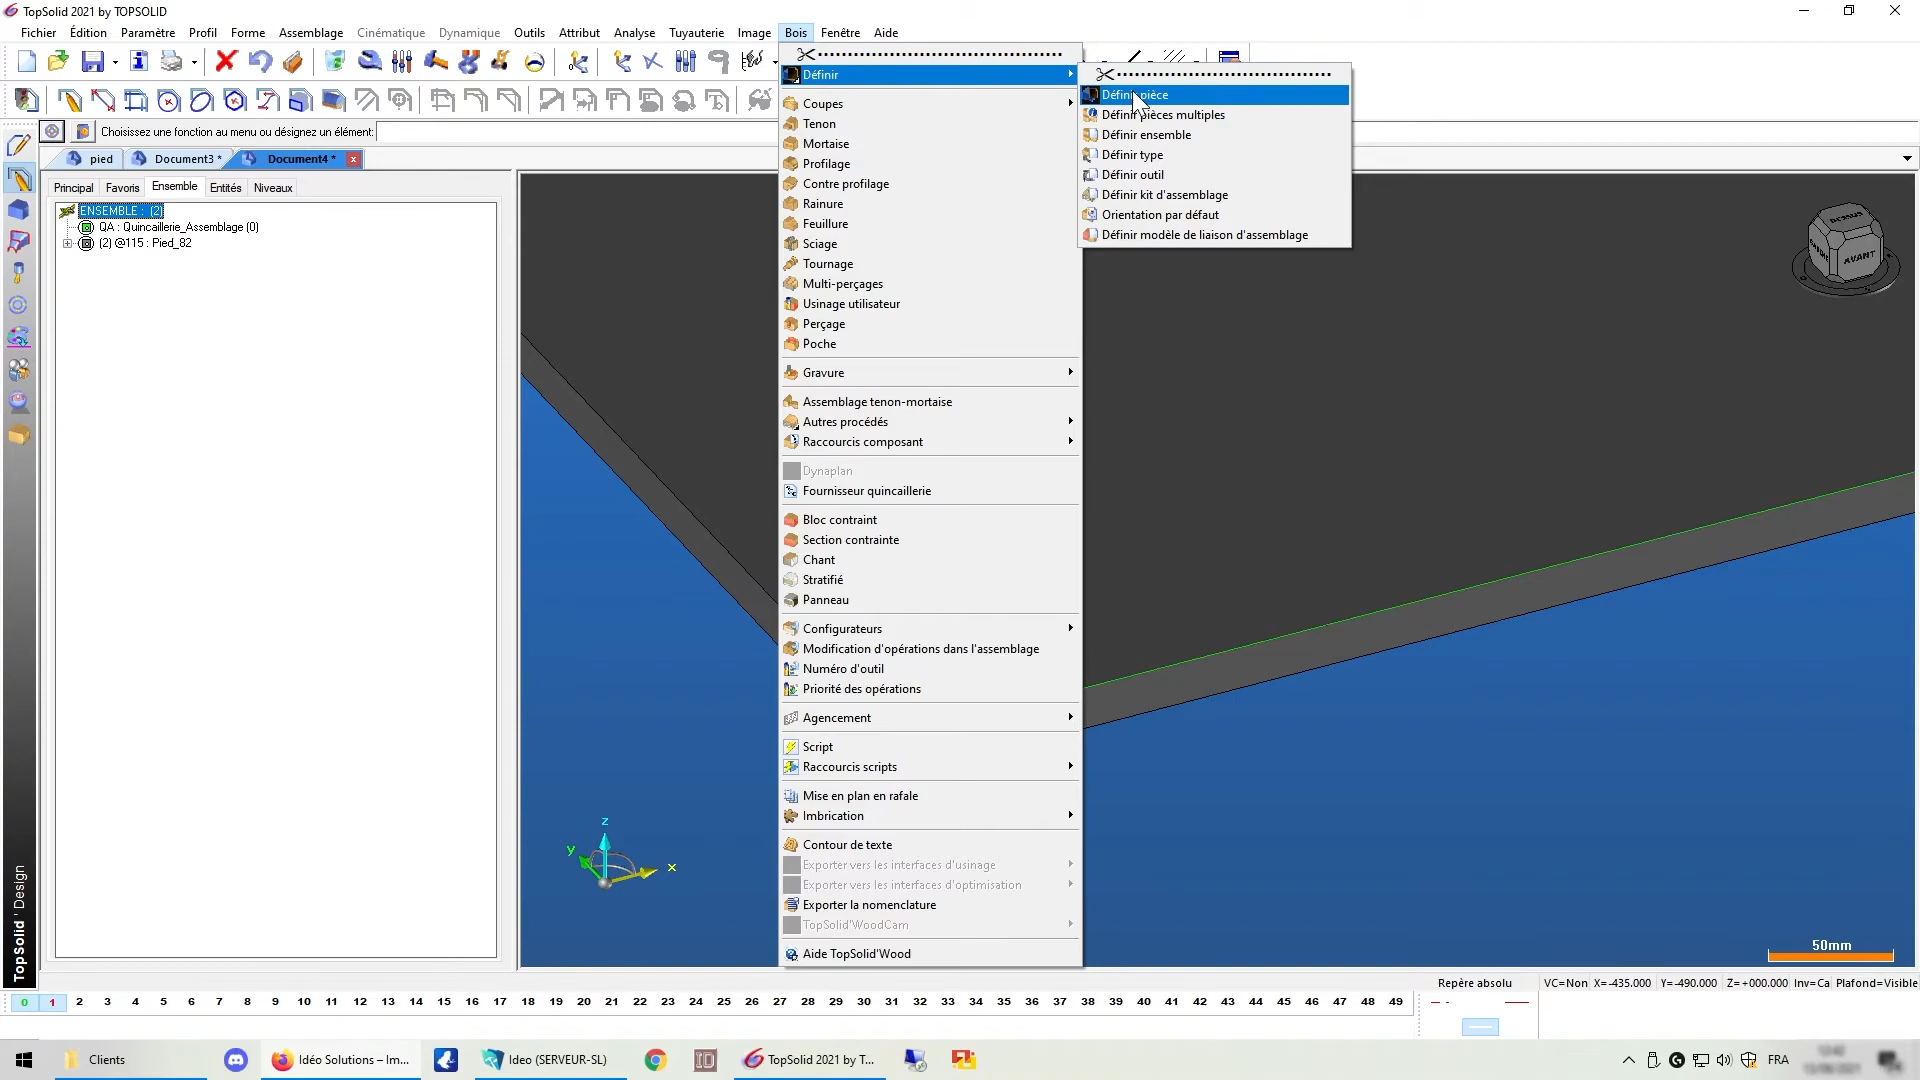 TopSolid 2021 by TOPSOLID
Fichier Édition Paramètre Profil Forme Assemblage Cinématique Dynamique Outils Attribut Analyse Tuyauterie Image Bois Fenêtre Aide
Choisissez une fonction au menu ou désignez un élément:
pied Document3 * Document4 * x
Principal Favoris Ensemble Entités Niveaux
ENSEMBLE : (2)
QA : Quincaillerie_Assemblage (0)
(2) @115 : Pied_82
Définir
Coupes
Tenon
Mortaise
Profilage
Contre profilage
Rainure
Feuillure
Sciage
Tournage
Multi-perçages
Usinage utilisateur
Perçage
Poche
Gravure
Assemblage tenon-mortaise
Autres procédés
Raccourcis composant
Dynaplan
Fournisseur quincaillerie
Bloc contraint
Section contrainte
Chant
Stratifié
Panneau
Configurateurs
Modification d'opérations dans l'assemblage
Numéro d'outil
Priorité des opérations
Agencement
Script
Raccourcis scripts
Mise en plan en rafale
Imbrication
Contour de texte
Exporter vers les interfaces d'usinage
Exporter vers les interfaces d'optimisation
Exporter la nomenclature
TopSolid'WoodCam
Aide TopSolid'Wood
Définir pièce
Définir pièces multiples
Définir ensemble
Définir type
Définir outil
Définir kit d'assemblage
Orientation par défaut
Définir modèle de liaison d'assemblage
DESSUS
AVANT
z
y
x
50mm
TopSolid ' Design
Repère absolu VC=Non X=-435.000 Y=-490.000 Z=+000.000 Inv=Ca Plafond=Visible
0 1 2 3 4 5 6 7 8 9 10 11 12 13 14 15 16 17 18 19 20 21 22 23 24 25 26 27 28 29 30 31 32 33 34 35 36 37 38 39 40 41 42 43 44 45 46 47 48 49
Clients Idéo Solutions – Im... Ideo (SERVEUR-SL) TopSolid 2021 by T... FRA